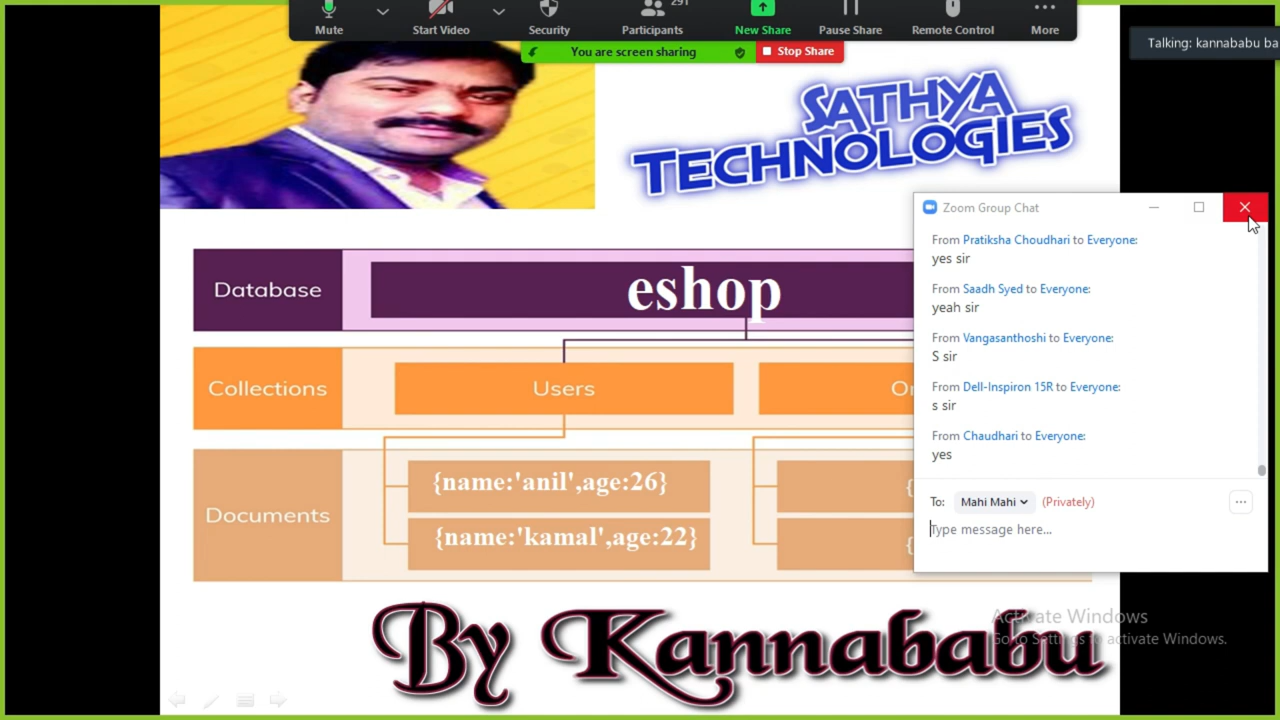 291
Mute
Start Video
Security
Participants
New Share
Pause Share
Remote Control
More
You are screen sharing
Stop Share
Talking: kannababu ba
SATHYA
TECHNOLOGIES
Zoom Group Chat
From Pratiksha Choudhari to Everyone:
yes sir
From Saadh Syed to Everyone:
yeah sir
From Vangasanthoshi to Everyone:
S sir
From Dell-Inspiron 15R to Everyone:
s sir
From Chaudhari to Everyone:
yes
To: Mahi Mahi (Privately)
Type message here...
Database
eshop
Collections
Users
Documents
{name:'anil',age:26}
{name:'kamal',age:22}
{
{
By Kannababu
Activate Windows
Go to Settings to activate Windows.